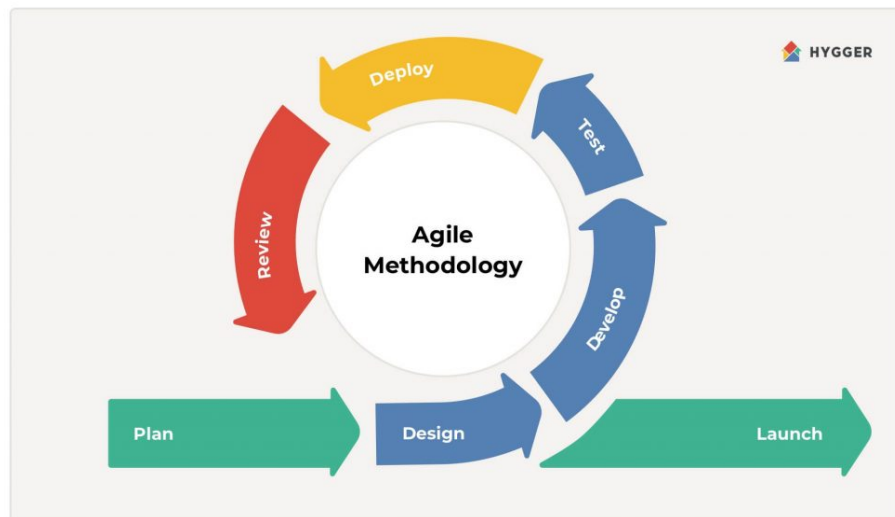 HYGGER
Deploy
Test
Agile
Methodology
Review
Develop
Plan
Design
Launch